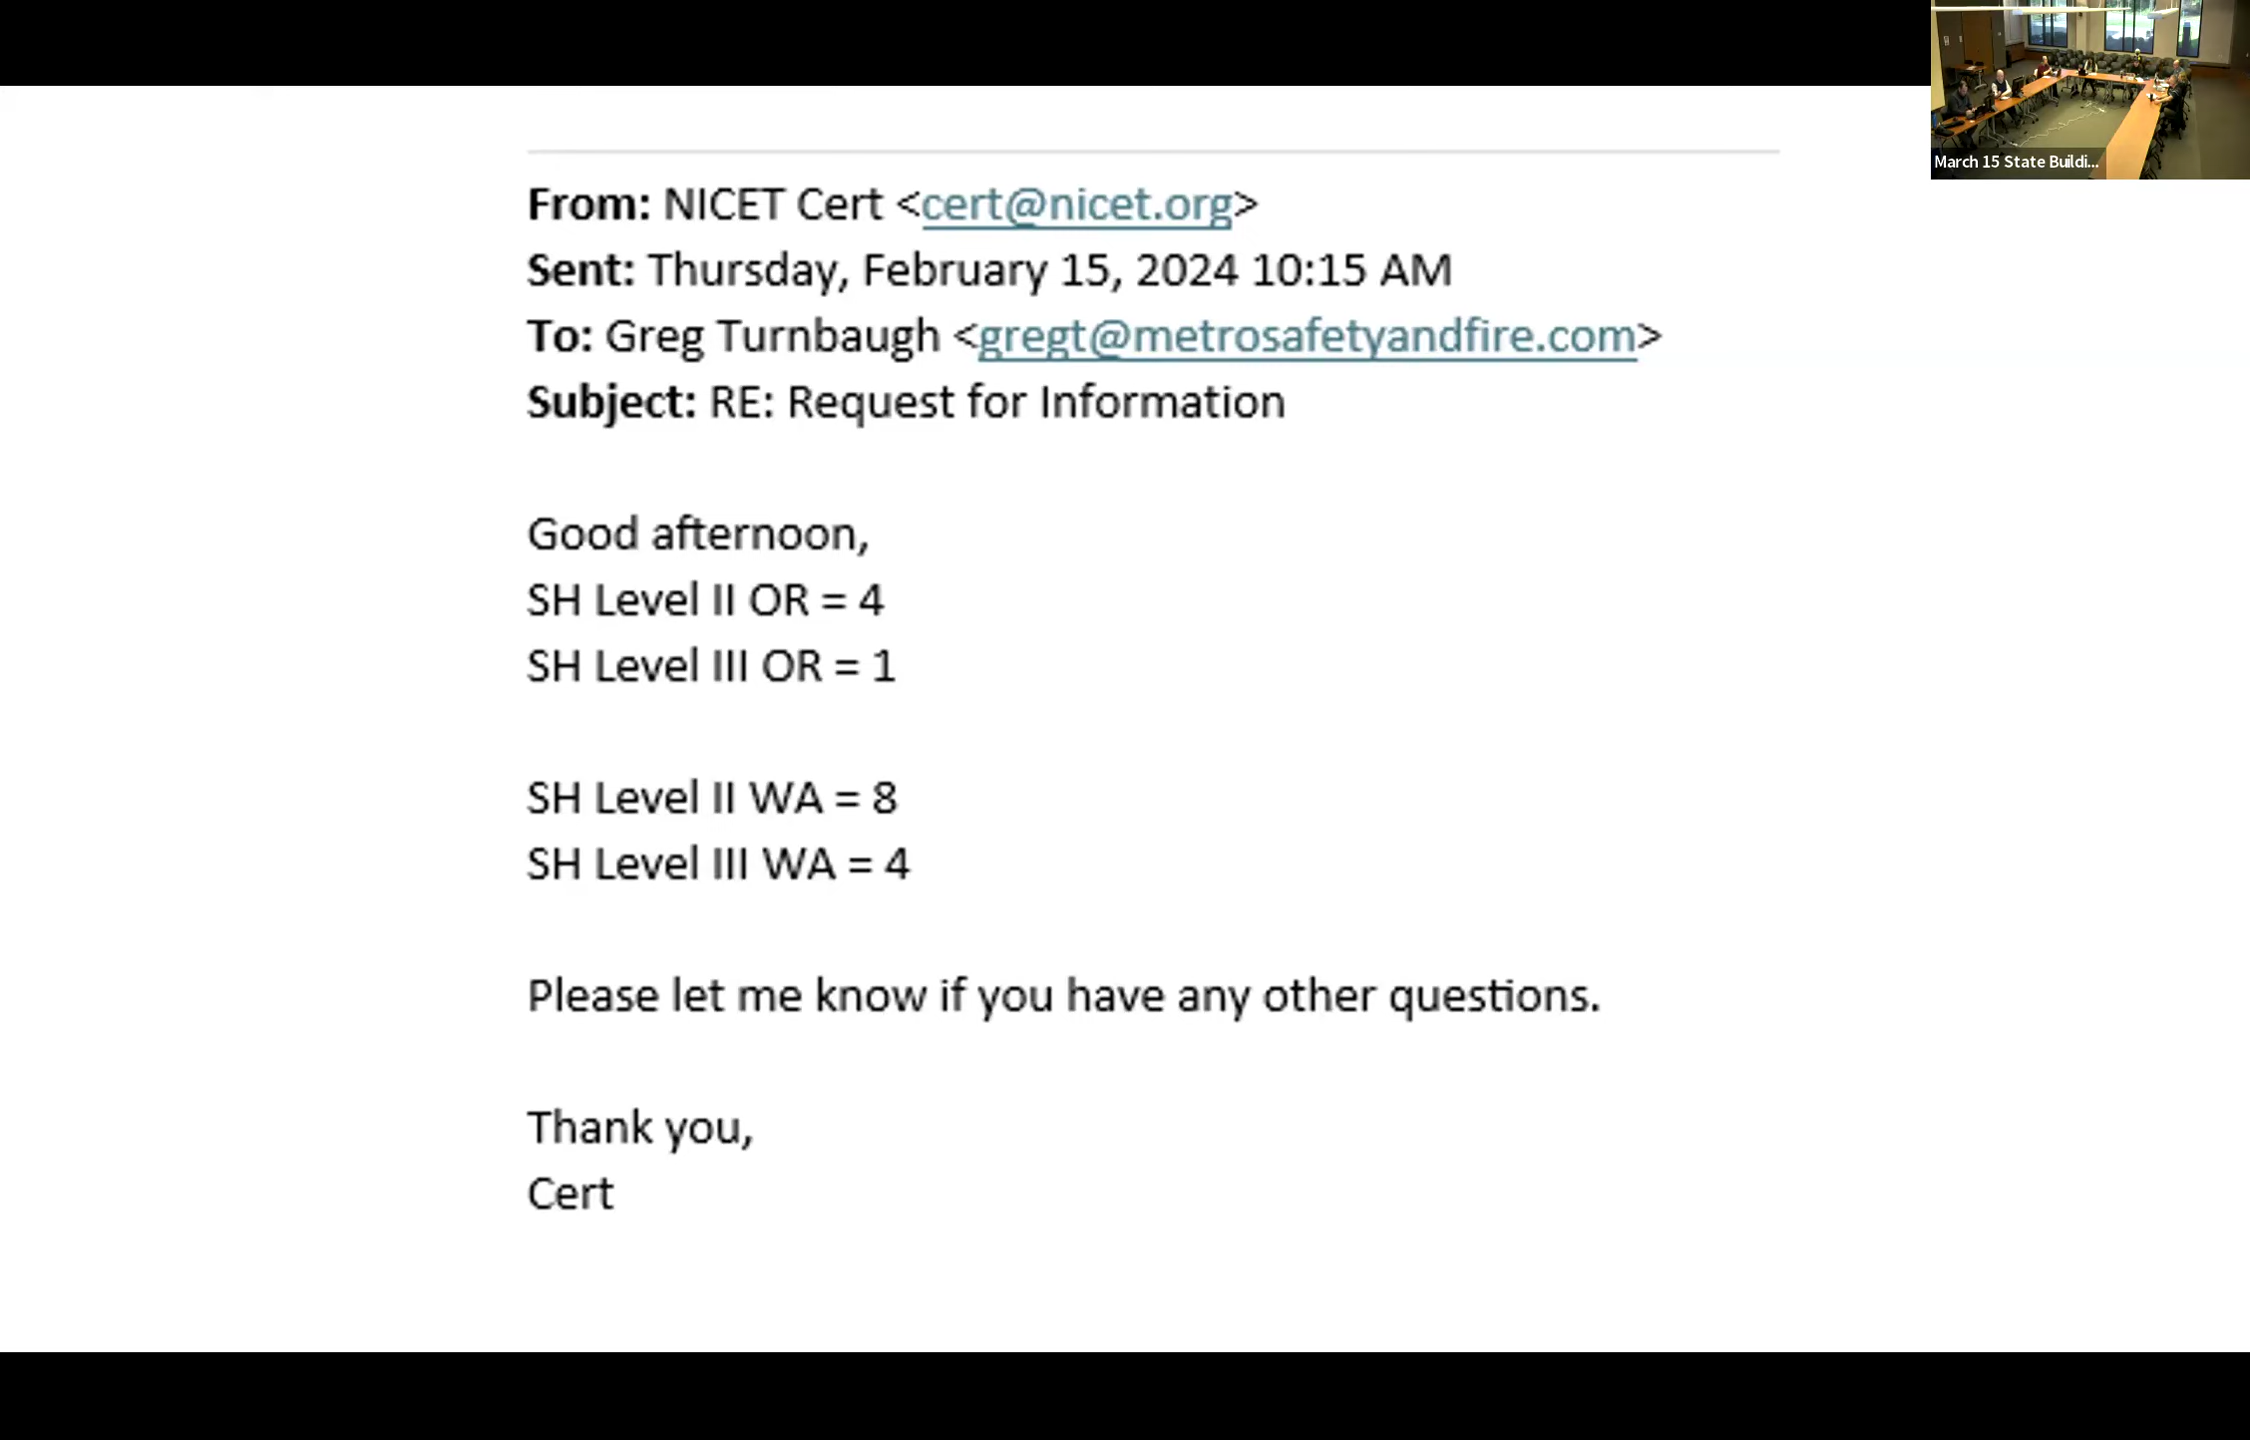 March 15 State Buildi...
From: NICET Cert <cert@nicet.org>
Sent: Thursday, February 15, 2024 10:15 AM
To: Greg Turnbaugh <gregt@metrosafetyandfire.com>
Subject: RE: Request for Information
Good afternoon,
SH Level II OR = 4
SH Level III OR = 1
SH Level II WA = 8
SH Level III WA = 4
Please let me know if you have any other questions.
Thank you,
Cert